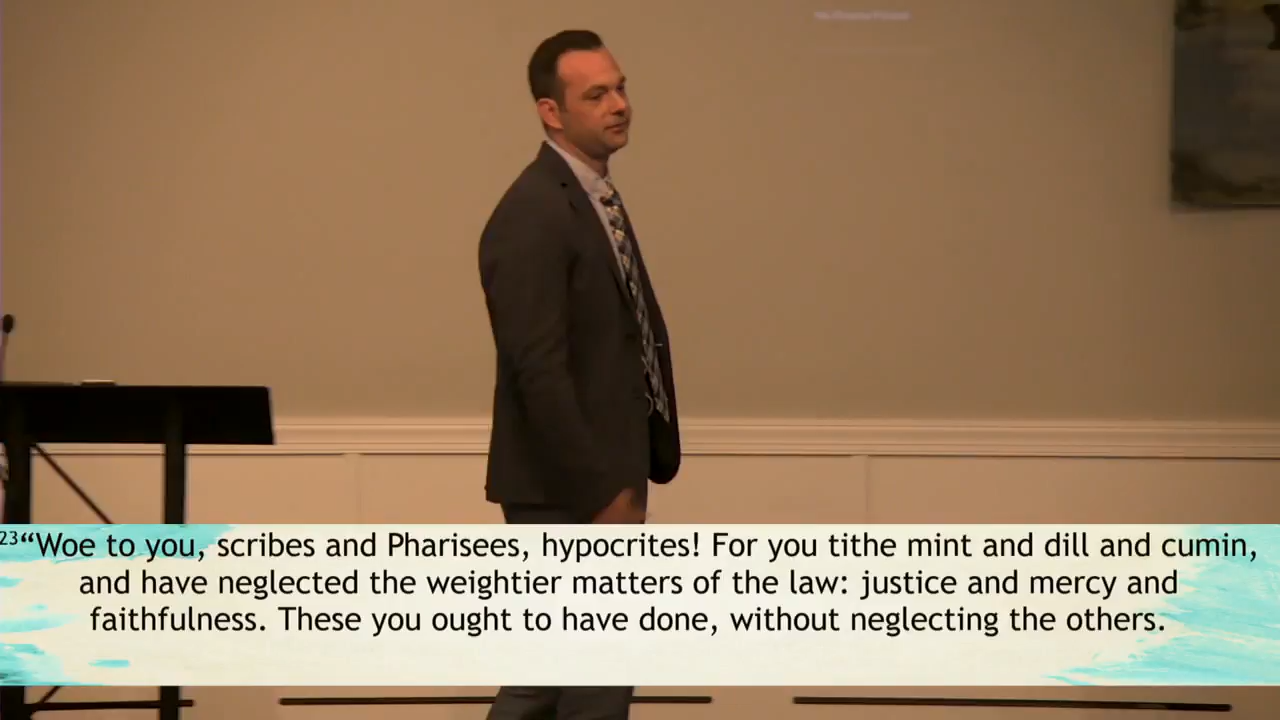 23“Woe to you, scribes and Pharisees, hypocrites! For you tithe mint and dill and cumin,
and have neglected the weightier matters of the law: justice and mercy and
faithfulness. These you ought to have done, without neglecting the others.